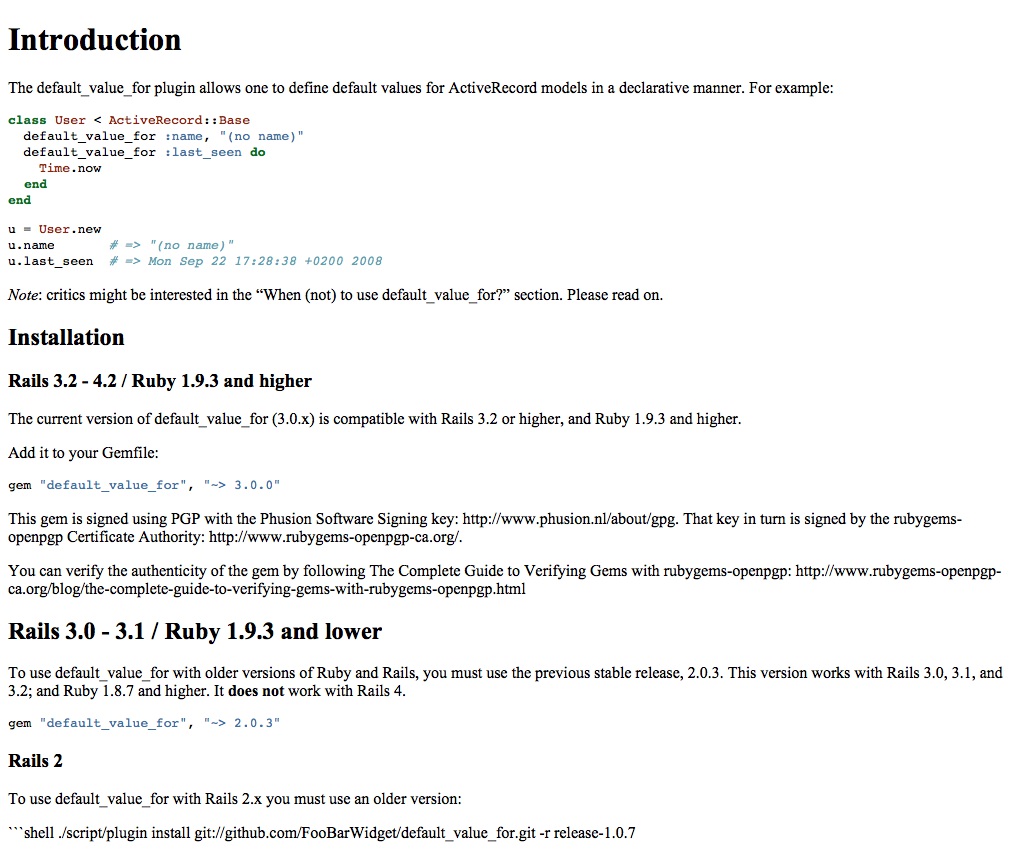 Introduction
The default_value_for plugin allows one to define default values for ActiveRecord models in a declarative manner. For example:
class User < ActiveRecord::Base
  default_value_for :name, "(no name)"
  default_value_for :last_seen do
    Time.now
  end
end
u = User.new
u.name       # => "(no name)"
u.last_seen  # => Mon Sep 22 17:28:38 +0200 2008
Note: critics might be interested in the “When (not) to use default_value_for?” section. Please read on.
Installation
Rails 3.2 - 4.2 / Ruby 1.9.3 and higher
The current version of default_value_for (3.0.x) is compatible with Rails 3.2 or higher, and Ruby 1.9.3 and higher.
Add it to your Gemfile:
gem "default_value_for", "~> 3.0.0"
This gem is signed using PGP with the Phusion Software Signing key: http://www.phusion.nl/about/gpg. That key in turn is signed by the rubygems-
openpgp Certificate Authority: http://www.rubygems-openpgp-ca.org/.
You can verify the authenticity of the gem by following The Complete Guide to Verifying Gems with rubygems-openpgp: http://www.rubygems-openpgp-
ca.org/blog/the-complete-guide-to-verifying-gems-with-rubygems-openpgp.html
Rails 3.0 - 3.1 / Ruby 1.9.3 and lower
To use default_value_for with older versions of Ruby and Rails, you must use the previous stable release, 2.0.3. This version works with Rails 3.0, 3.1, and
3.2; and Ruby 1.8.7 and higher. It does not work with Rails 4.
gem "default_value_for", "~> 2.0.3"
Rails 2
To use default_value_for with Rails 2.x you must use an older version:
```shell ./script/plugin install git://github.com/FooBarWidget/default_value_for.git -r release-1.0.7